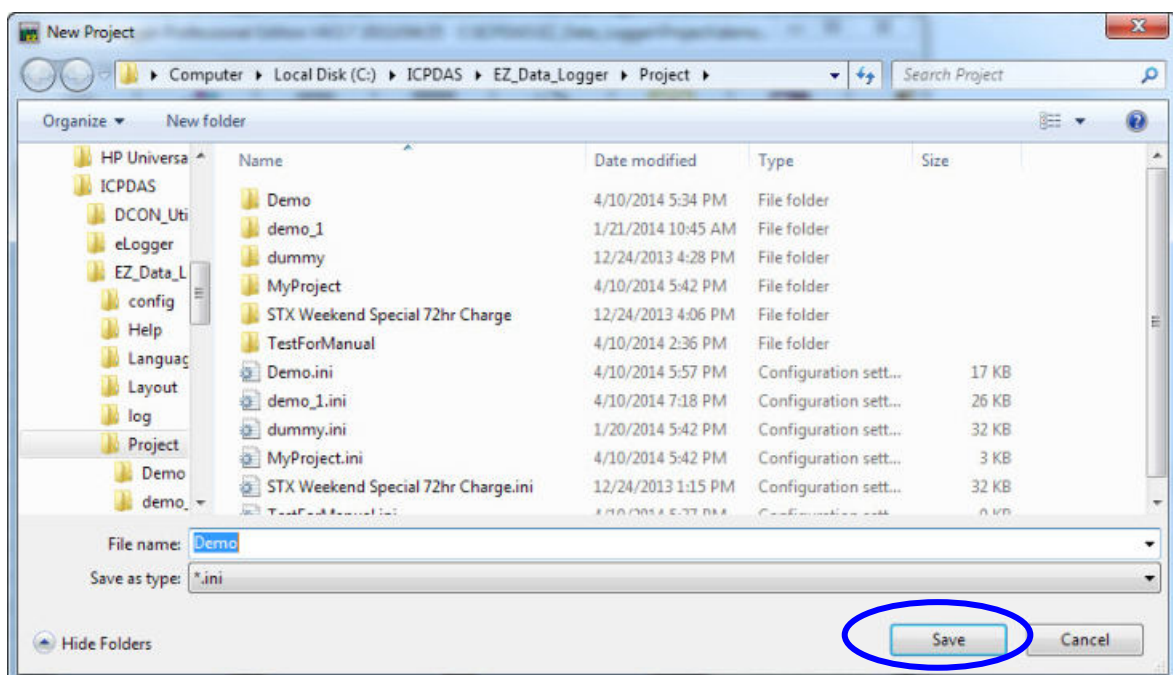 New Project
Computer Local Disk (C:) ICPDAS EZ_Data_Logger Project
Search Project
Organize New folder
HP Universa
ICPDAS
DCON_Uti
eLogger
EZ_Data_L
config
Help
Languag
Layout
log
Project
Demo
demo_
Name Date modified Type Size
Demo 4/10/2014 5:34 PM File folder
demo_1 1/21/2014 10:45 AM File folder
dummy 12/24/2013 4:28 PM File folder
MyProject 4/10/2014 5:42 PM File folder
STX Weekend Special 72hr Charge 12/24/2013 4:06 PM File folder
TestForManual 4/10/2014 2:36 PM File folder
Demo.ini 4/10/2014 5:57 PM Configuration sett... 17 KB
demo_1.ini 4/10/2014 7:18 PM Configuration sett... 26 KB
dummy.ini 1/20/2014 5:42 PM Configuration sett... 32 KB
MyProject.ini 4/10/2014 5:42 PM Configuration sett... 3 KB
STX Weekend Special 72hr Charge.ini 12/24/2013 1:15 PM Configuration sett... 32 KB
File name: Demo
Save as type: *.ini
Hide Folders
Save Cancel